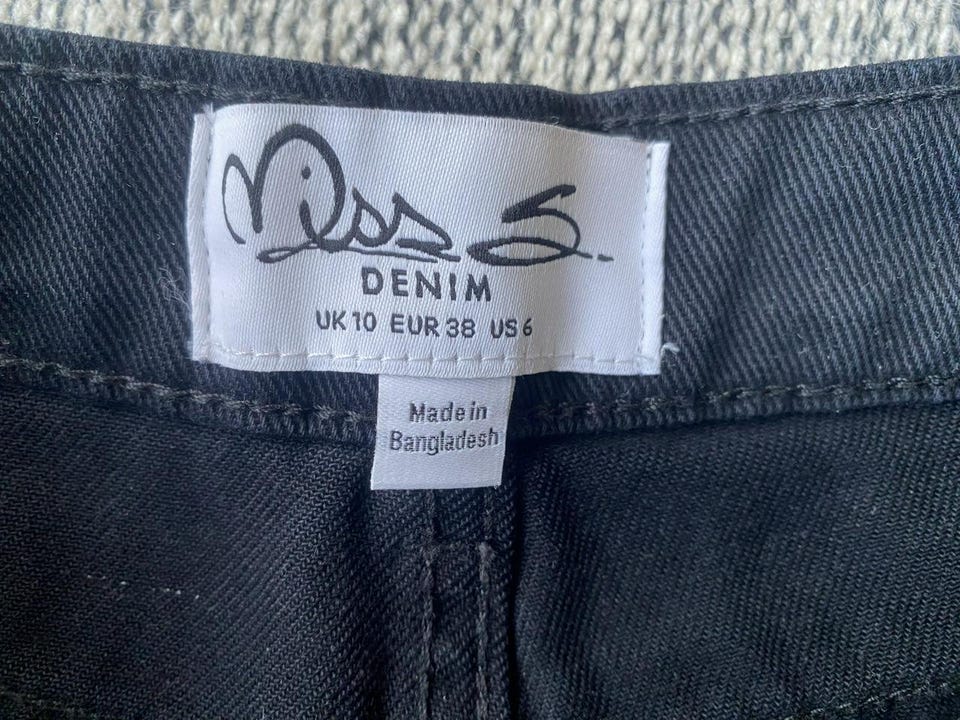 Miss S.
DENIM
UK 10 EUR 38 US 6
Made in
Bangladesh